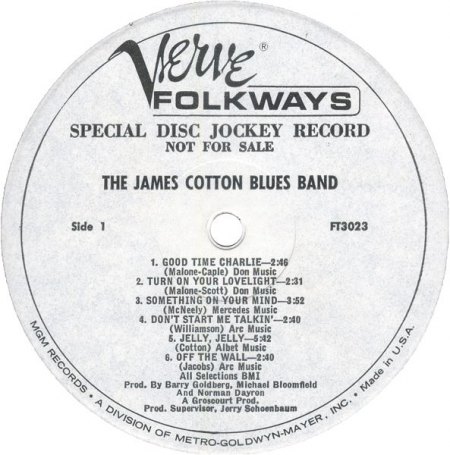 Verve ®
FOLKWAYS
SPECIAL DISC JOCKEY RECORD
NOT FOR SALE
THE JAMES COTTON BLUES BAND
Side 1
FT3023
1. GOOD TIME CHARLIE—2:46
(Malone-Caple) Don Music
2. TURN ON YOUR LOVELIGHT—2:31
(Malone-Scott) Don Music
3. SOMETHING ON YOUR MIND—3:52
(McNeely) Mercedes Music
4. DON'T START ME TALKIN'—2:40
(Williamson) Arc Music
5. JELLY, JELLY—5:42
(Cotton) Albet Music
6. OFF THE WALL—2:40
(Jacobs) Arc Music
All Selections BMI
Prod. By Barry Goldberg, Michael Bloomfield
And Norman Dayron
A Groscourt Prod.
Prod. Supervisor, Jerry Schoenbaum
MGM RECORDS • A DIVISION OF METRO-GOLDWYN-MAYER, INC. • Made in U.S.A.